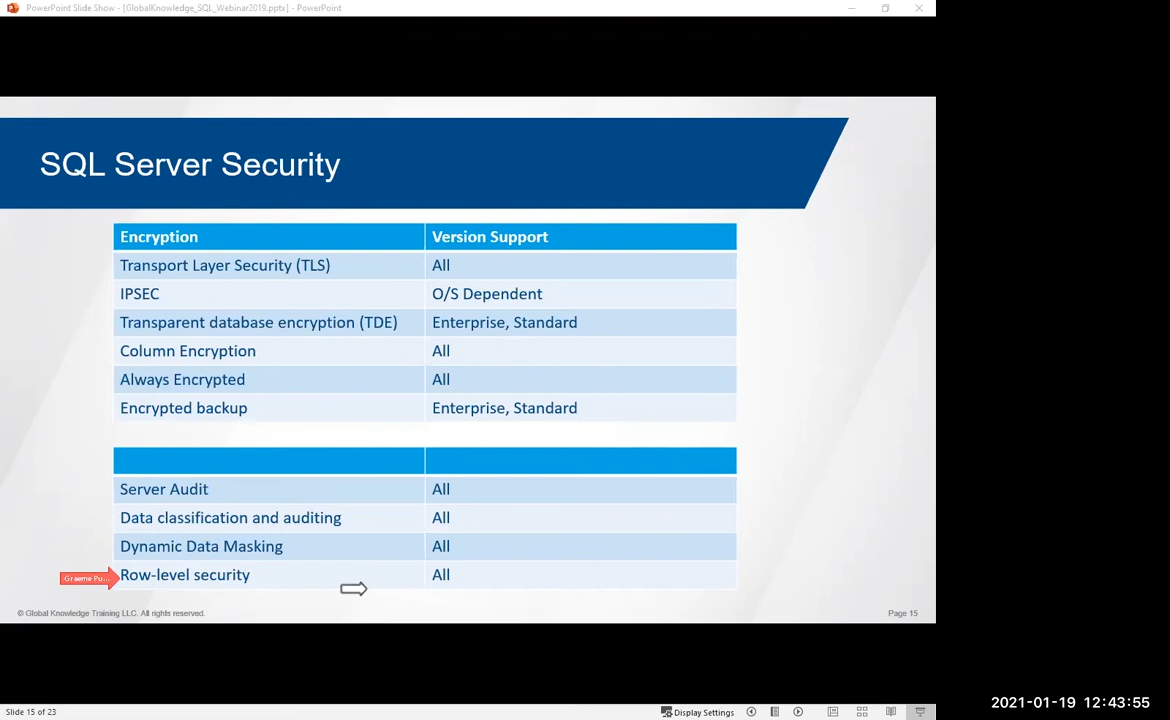 PowerPoint Slide Show - [GlobalKnowledge_SQL_Webinar2019.pptx] - PowerPoint
SQL Server Security
Encryption Version Support
Transport Layer Security (TLS) All
IPSEC O/S Dependent
Transparent database encryption (TDE) Enterprise, Standard
Column Encryption All
Always Encrypted All
Encrypted backup Enterprise, Standard
Server Audit All
Data classification and auditing All
Dynamic Data Masking All
Graeme Pu... Row-level security All
© Global Knowledge Training LLC. All rights reserved. Page 15
2021-01-19 12:43:55
Slide 15 of 23 Display Settings